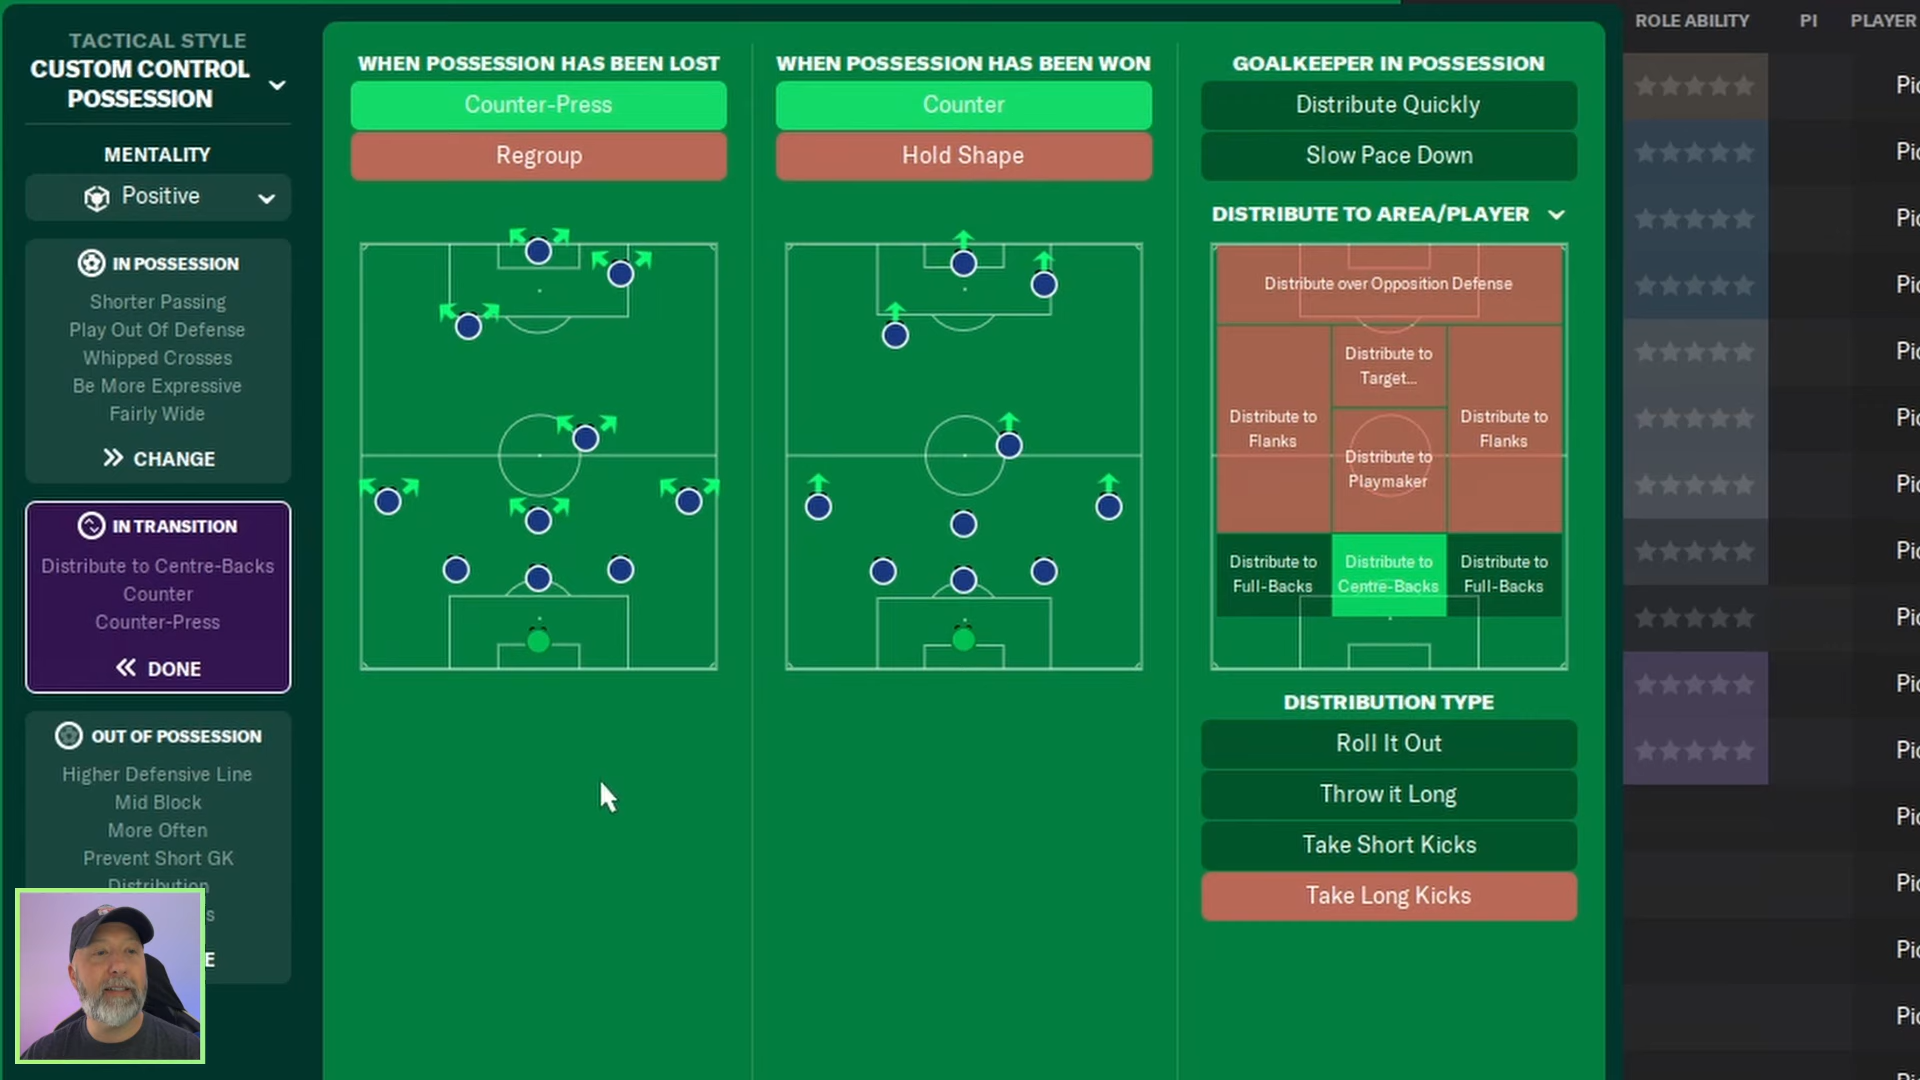 TACTICAL STYLE
CUSTOM CONTROL
POSSESSION
MENTALITY
Positive
IN POSSESSION
Shorter Passing
Play Out Of Defense
Whipped Crosses
Be More Expressive
Fairly Wide
CHANGE
IN TRANSITION
Distribute to Centre-Backs
Counter
Counter-Press
DONE
OUT OF POSSESSION
Higher Defensive Line
Mid Block
More Often
Prevent Short GK
Distribution
WHEN POSSESSION HAS BEEN LOST
Counter-Press
Regroup
WHEN POSSESSION HAS BEEN WON
Counter
Hold Shape
GOALKEEPER IN POSSESSION
Distribute Quickly
Slow Pace Down
DISTRIBUTE TO AREA/PLAYER
Distribute over Opposition Defense
Distribute to
Target...
Distribute to
Flanks
Distribute to
Playmaker
Distribute to
Flanks
Distribute to
Full-Backs
Distribute to
Centre-Backs
Distribute to
Full-Backs
DISTRIBUTION TYPE
Roll It Out
Throw it Long
Take Short Kicks
Take Long Kicks
ROLE ABILITY PI PLAYER